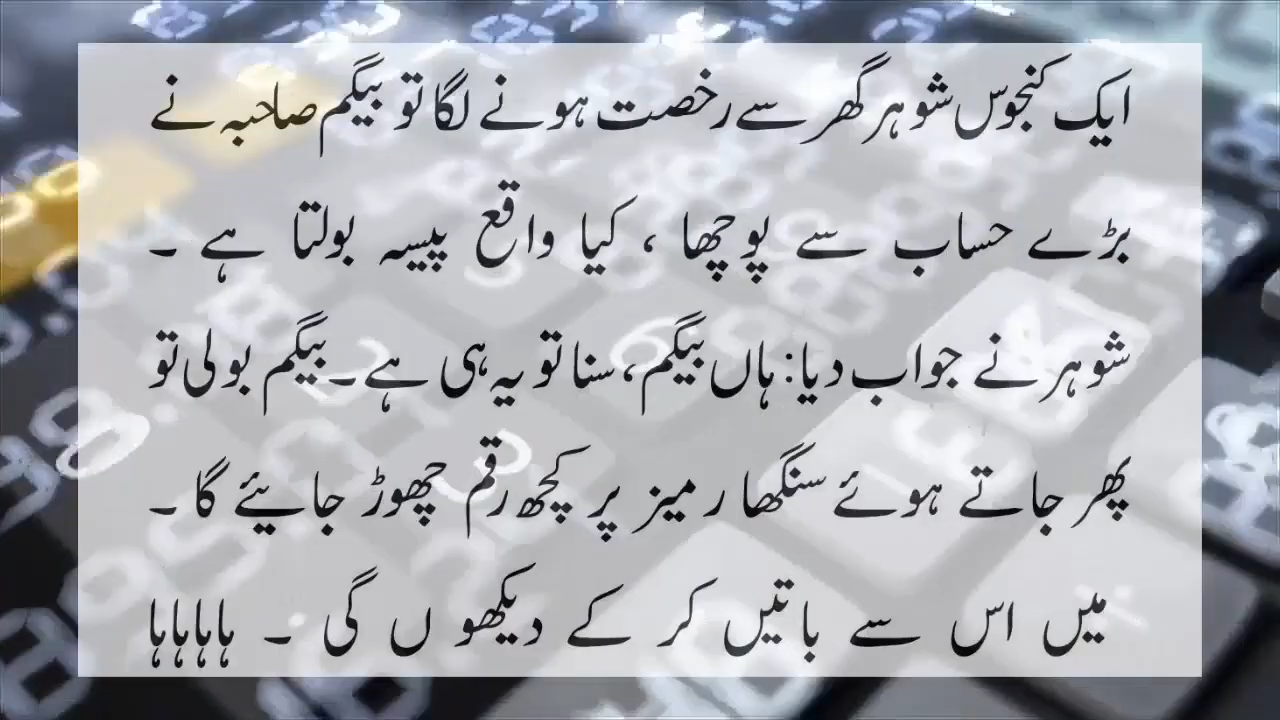 ایک کنجوس شوہر گھر سے رخصت ہونے لگا تو بیگم صاحبہ نے
بڑے حساب سے پوچھا ، کیا واقع پیسہ بولتا ہے ۔
شوہر نے جواب دیا: ہاں بیگم، سنا تو یہ ہی ہے۔ بیگم بولی تو
پھر جاتے ہوئے سنگھا ر میز پر کچھ رقم چھوڑ جایئے گا ۔
میں اس سے باتیں کر کے دیکھو ں گی ۔ ہاہاہاہا